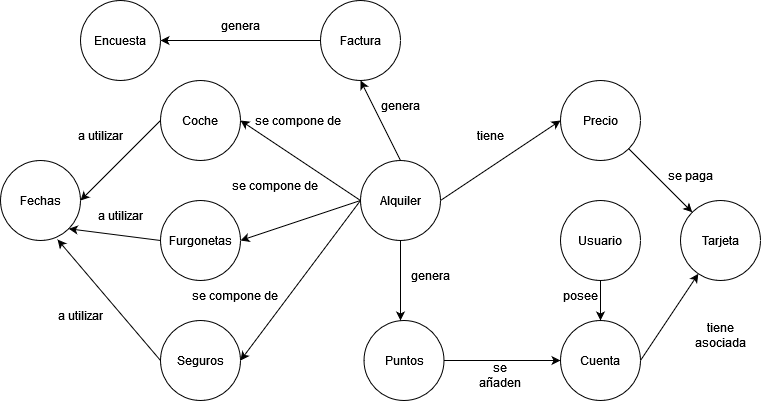 genera
Encuesta
Factura
Coche
se compone de
genera
Precio
a utilizar
tiene
se paga
se compone de
Fechas
Alquiler
a utilizar
Furgonetas
Usuario
Tarjeta
genera
se compone de
posee
a utilizar
tiene
asociada
Seguros
Puntos
se
añaden
Cuenta